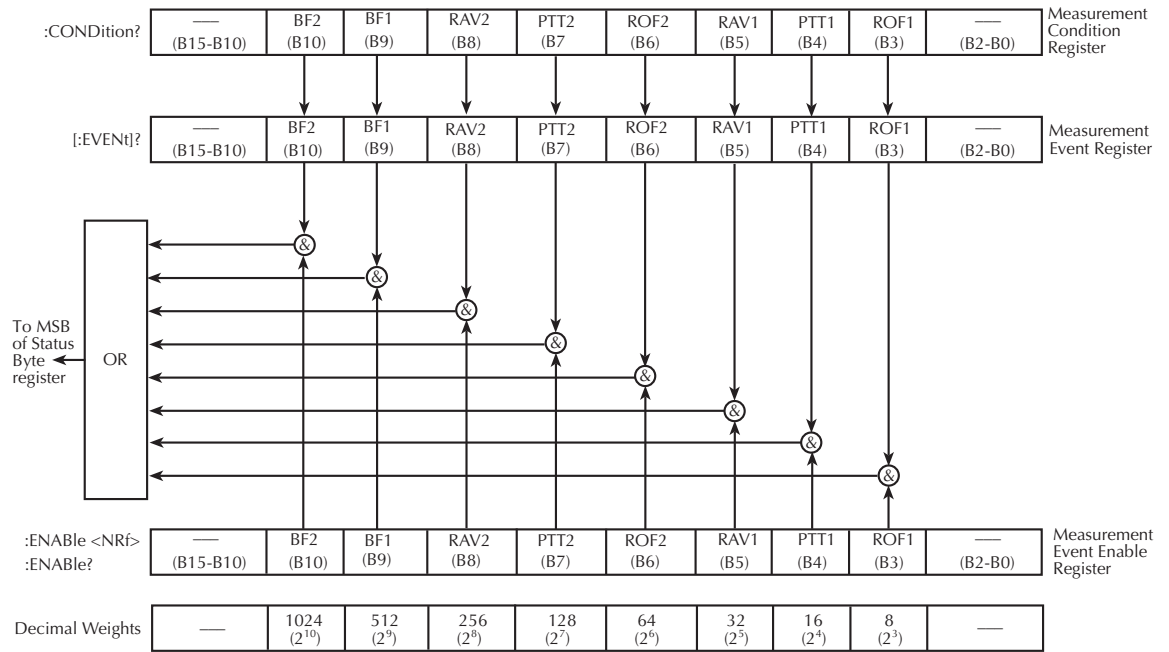 :CONDition?
—
(B15-B10)
BF2
(B10)
BF1
(B9)
RAV2
(B8)
PTT2
(B7
ROF2
(B6)
RAV1
(B5)
PTT1
(B4)
ROF1
(B3)
—
(B2-B0)
Measurement
Condition
Register
[:EVENt]?
—
(B15-B10)
BF2
(B10)
BF1
(B9)
RAV2
(B8)
PTT2
(B7)
ROF2
(B6)
RAV1
(B5)
PTT1
(B4)
ROF1
(B3)
—
(B2-B0)
Measurement
Event Register
&
&
&
&
&
&
&
&
To MSB
of Status
Byte
register
OR
:ENABle <NRf>
:ENABle?
—
(B15-B10)
BF2
(B10)
BF1
(B9)
RAV2
(B8)
PTT2
(B7)
ROF2
(B6)
RAV1
(B5)
PTT1
(B4)
ROF1
(B3)
—
(B2-B0)
Measurement
Event Enable
Register
Decimal Weights
—
1024
(2¹⁰)
512
(2⁹)
256
(2⁸)
128
(2⁷)
64
(2⁶)
32
(2⁵)
16
(2⁴)
8
(2³)
—